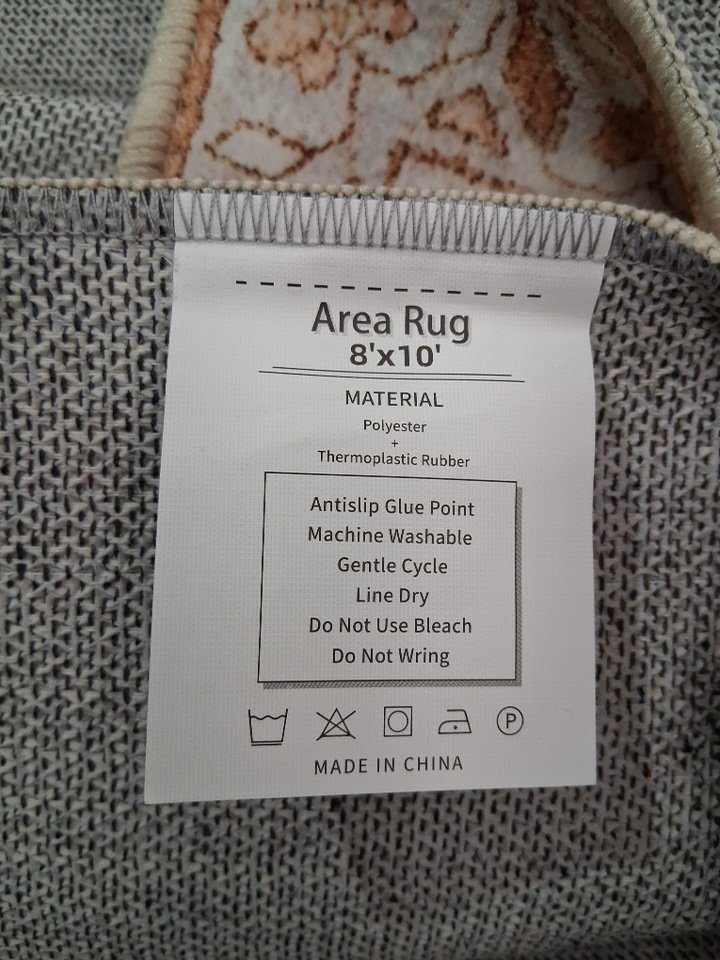 Area Rug
8'x10'
MATERIAL
Polyester
+
Thermoplastic Rubber
Antislip Glue Point
Machine Washable
Gentle Cycle
Line Dry
Do Not Use Bleach
Do Not Wring
P
MADE IN CHINA